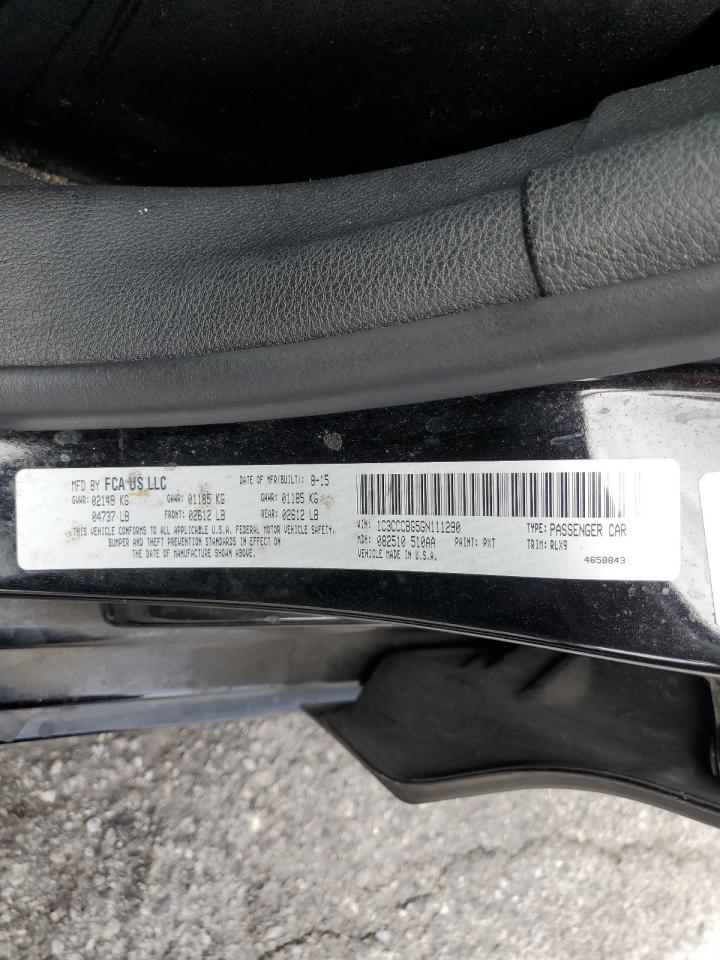 MFD BY FCA US LLC DATE OF MFR(BUILT): 8-15
GVWR: 02149 KG GAWR: 01185 KG GAWR: 01185 KG
04737 LB FRONT: 02612 LB REAR: 02612 LB
THIS VEHICLE CONFORMS TO ALL APPLICABLE U.S.A. FEDERAL MOTOR VEHICLE SAFETY,
BUMPER AND THEFT PREVENTION STANDARDS IN EFFECT ON
THE DATE OF MANUFACTURE SHOWN ABOVE.
VIN: 1C3CCCBG5GN111290 TYPE: PASSENGER CAR
MDH: 082510 510AA PAINT: PXT TRIM: RLX9
VEHICLE MADE IN U.S.A. 4658843